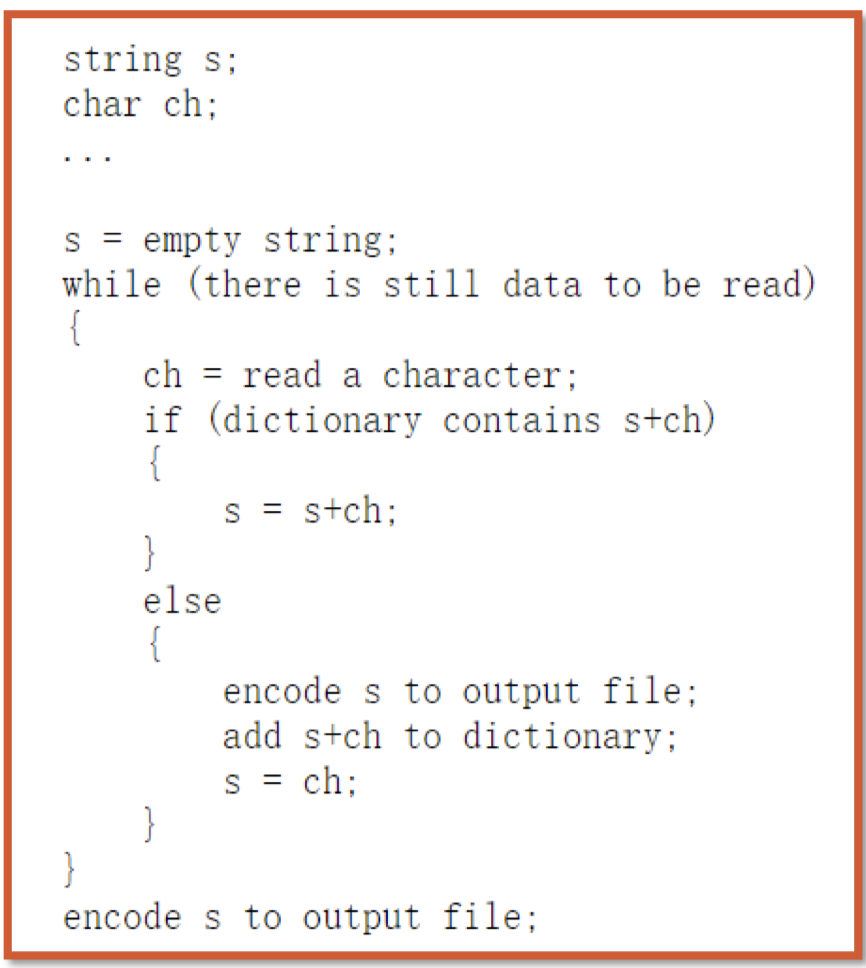 string s;
char ch;
...
s = empty string;
while (there is still data to be read)
{
ch = read a character;
if (dictionary contains s+ch)
{
s = s+ch;
}
else
{
encode s to output file;
add s+ch to dictionary;
s = ch;
}
}
encode s to output file;